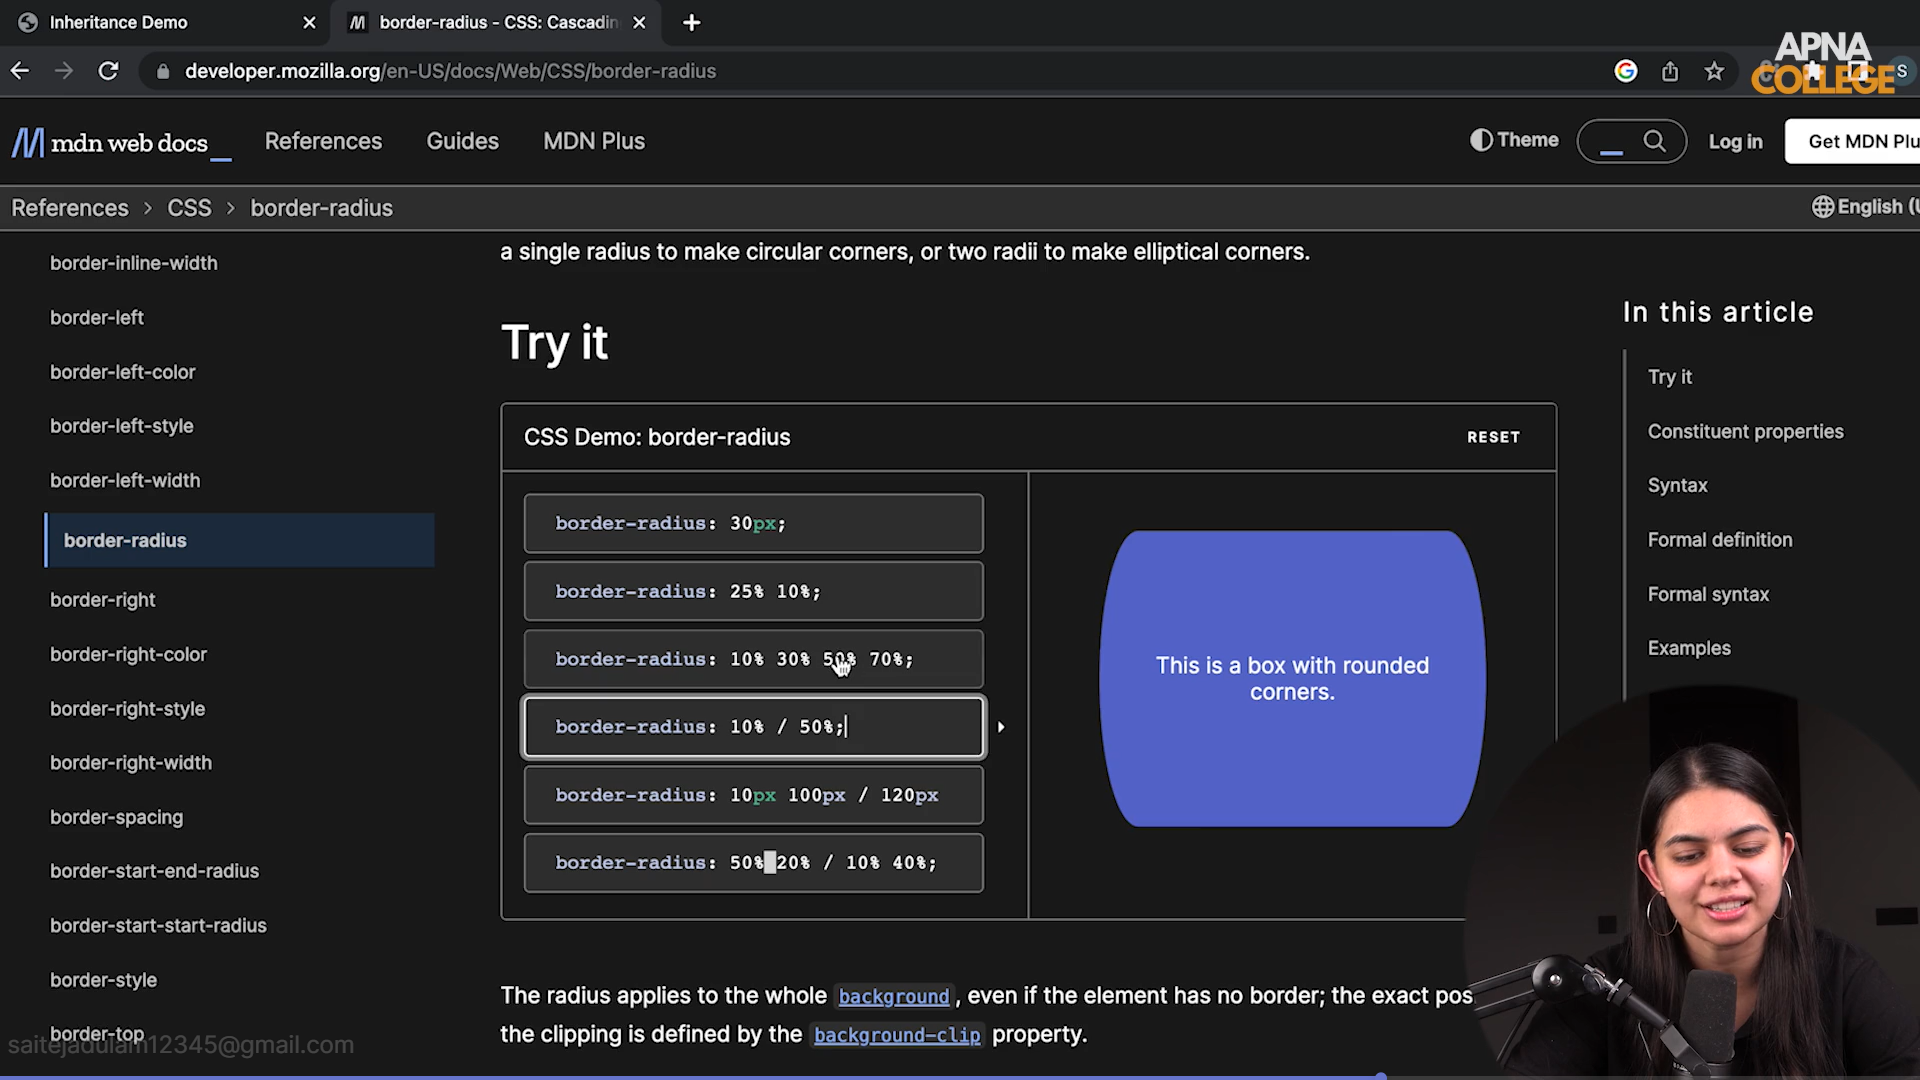 Inheritance Demo
border-radius - CSS: Cascadin
developer.mozilla.org/en-US/docs/Web/CSS/border-radius
S
APNA
COLLEGE
mdn web docs
References
Guides
MDN Plus
Theme
Log in
Get MDN Plu
References > CSS > border-radius
English (U
border-inline-width
border-left
border-left-color
border-left-style
border-left-width
border-radius
border-right
border-right-color
border-right-style
border-right-width
border-spacing
border-start-end-radius
border-start-start-radius
border-style
border-top
saitejadulam12345@gmail.com
a single radius to make circular corners, or two radii to make elliptical corners.
Try it
CSS Demo: border-radius
RESET
border-radius: 30px;
border-radius: 25% 10%;
border-radius: 10% 30% 50% 70%;
border-radius: 10% / 50%;
border-radius: 10px 100px / 120px
border-radius: 50% 20% / 10% 40%;
This is a box with rounded
corners.
The radius applies to the whole background, even if the element has no border; the exact pos
the clipping is defined by the background-clip property.
In this article
Try it
Constituent properties
Syntax
Formal definition
Formal syntax
Examples